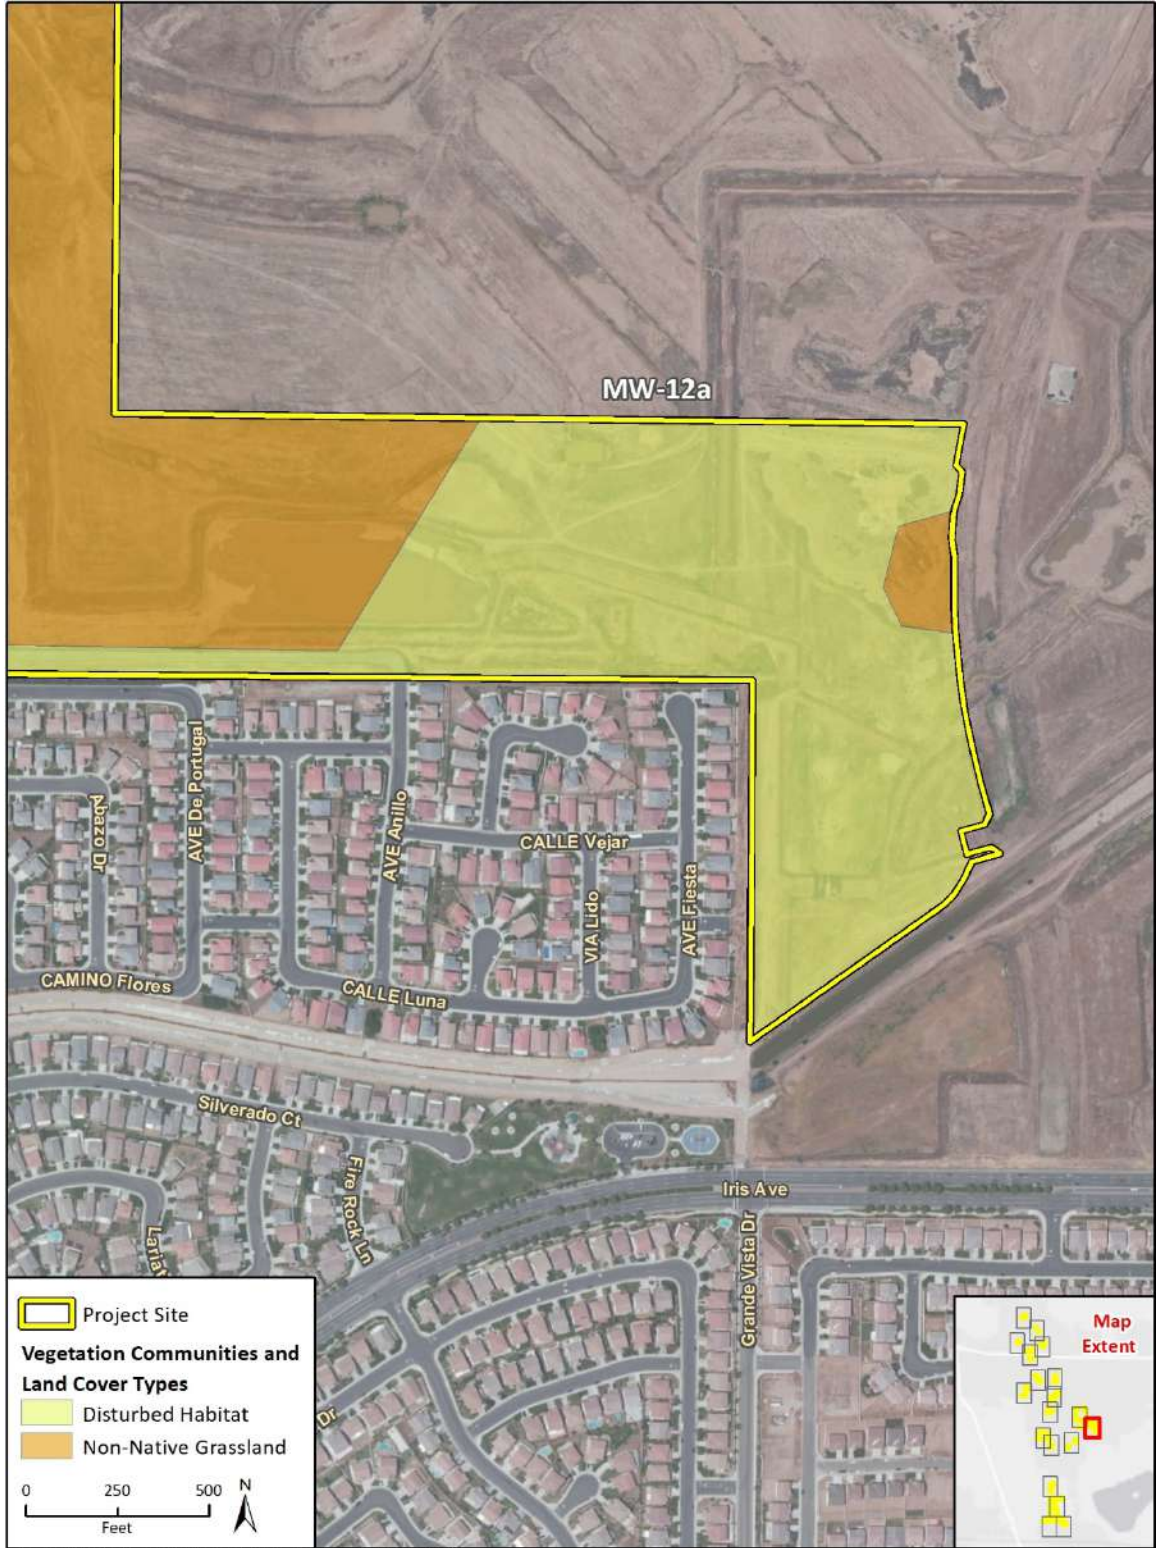 MW-12a
AVE De Portugal
AVE Anillo
CALLE Vejar
VIA Lido
AVE Fiesta
CAMINO Flores
CALLE Luna
Silverado Ct
Fire Rock Ln
Lariat
Iris Ave
Grande Vista Dr
Dr
Project Site
Vegetation Communities and
Land Cover Types
Disturbed Habitat
Non-Native Grassland
0 250 500
Feet
N
Map
Extent